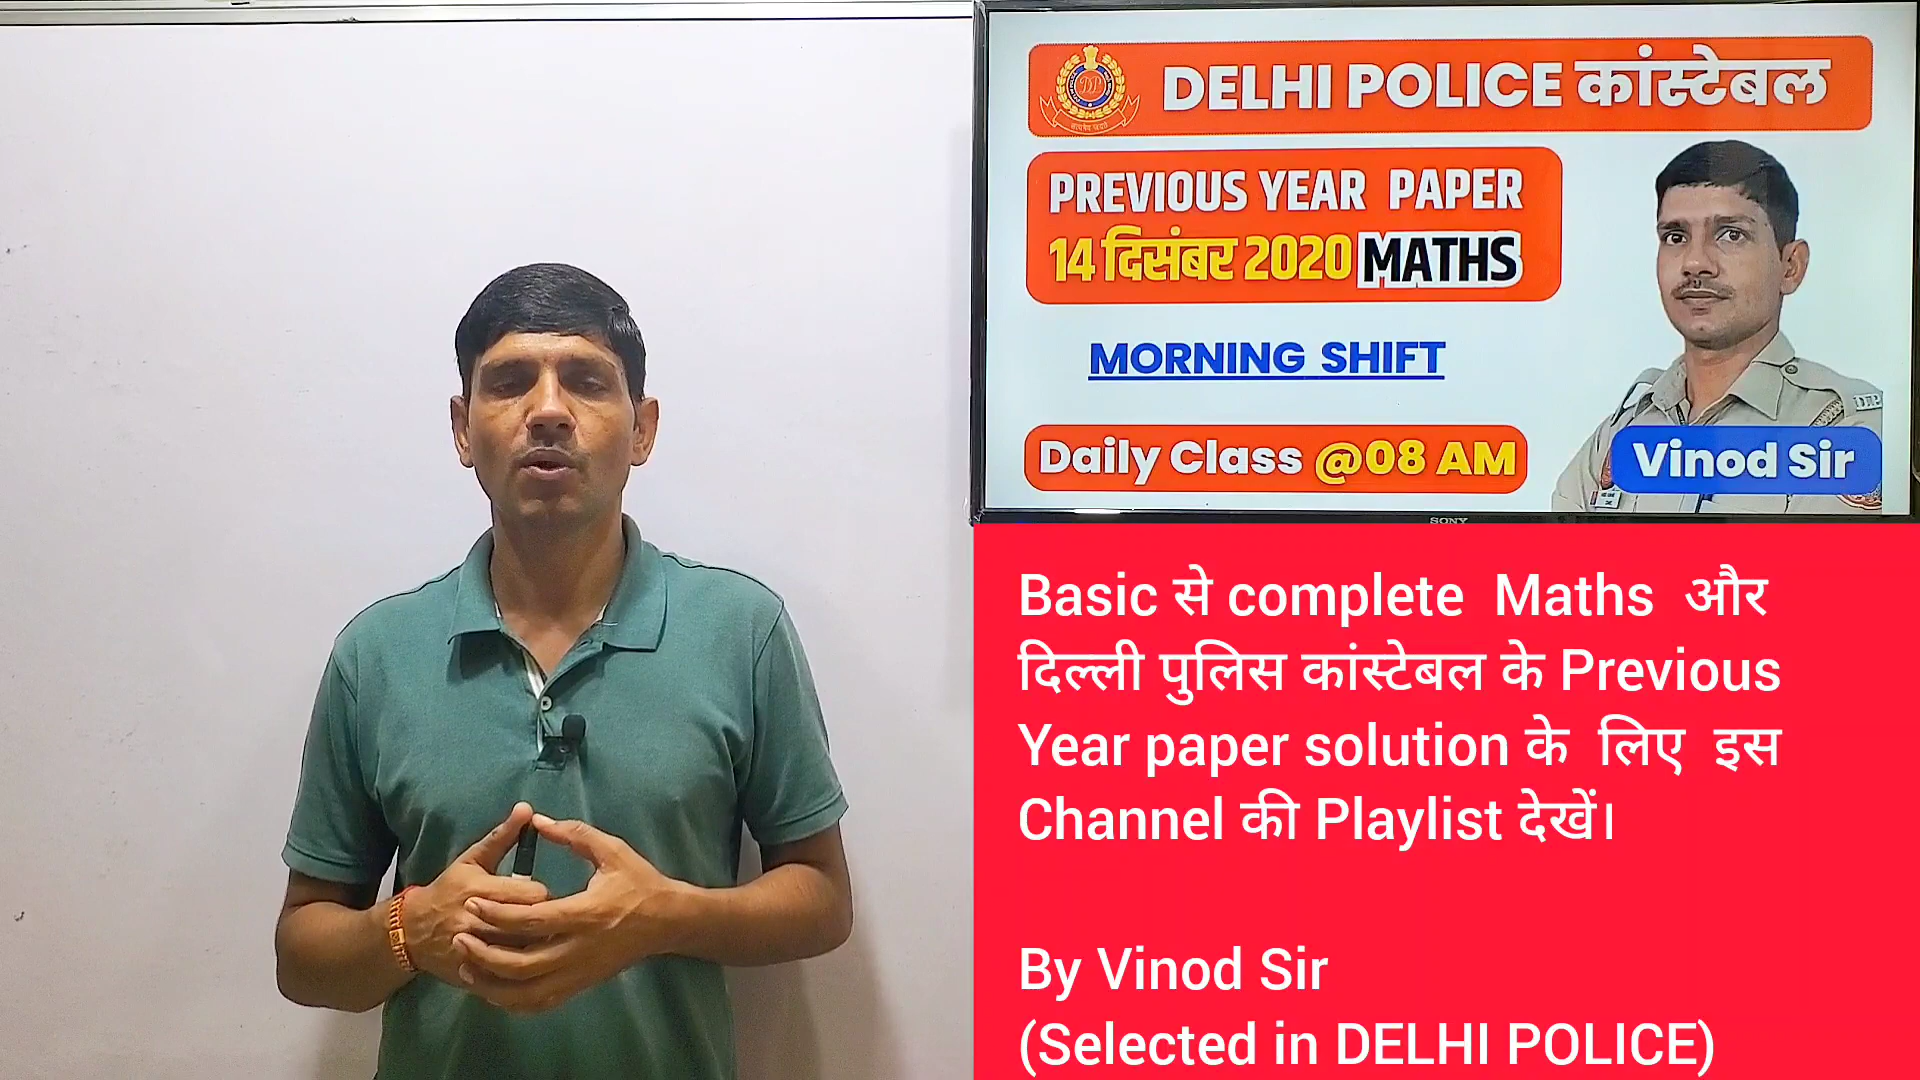 DELHI POLICE कांस्टेबल
PREVIOUS YEAR PAPER
14 दिसंबर 2020 MATHS
MORNING SHIFT
Daily Class @08 AM
Vinod Sir
SONY
Basic से complete Maths और
दिल्ली पुलिस कांस्टेबल के Previous
Year paper solution के लिए इस
Channel की Playlist देखें।
By Vinod Sir
(Selected in DELHI POLICE)